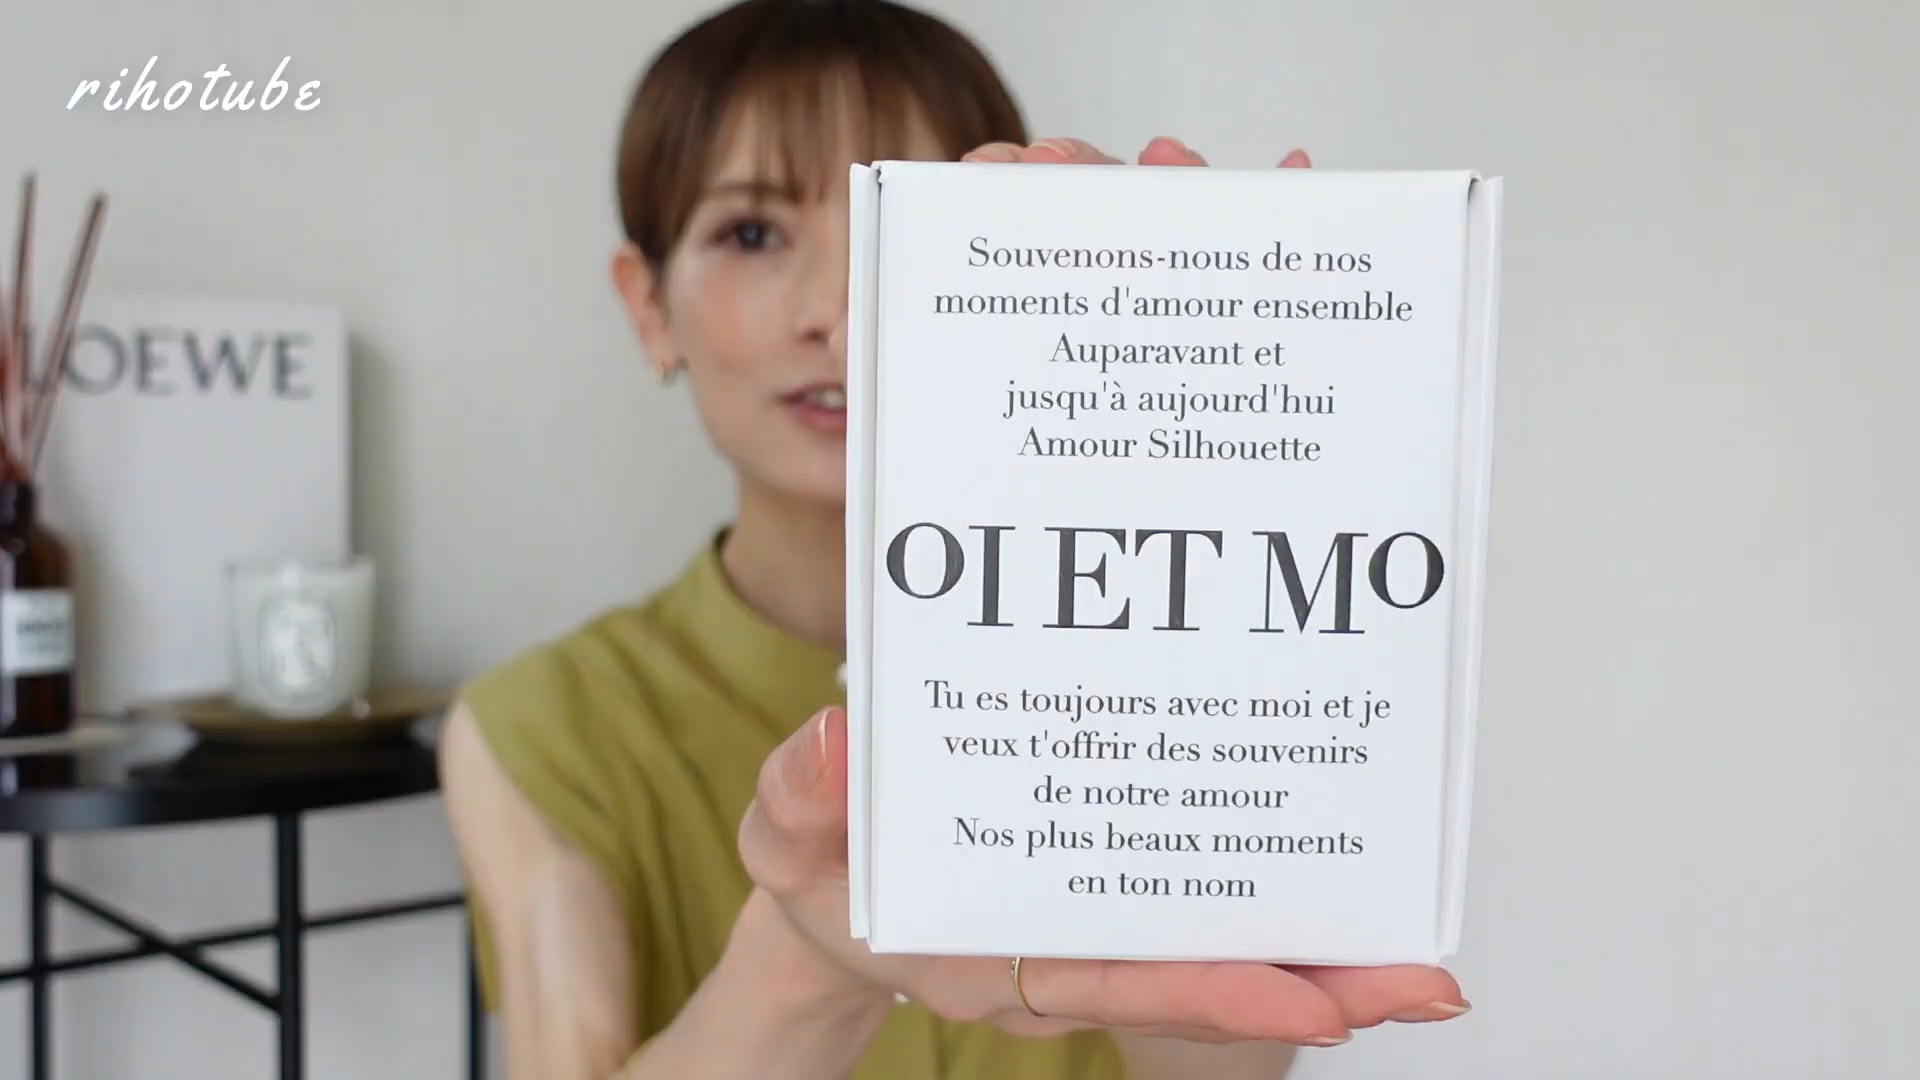 rihotube
LOEWE
Souvenons-nous de nos
moments d'amour ensemble
Auparavant et
jusqu'à aujourd'hui
Amour Silhouette
OI ET MO
Tu es toujours avec moi et je
veux t'offrir des souvenirs
de notre amour
Nos plus beaux moments
en ton nom